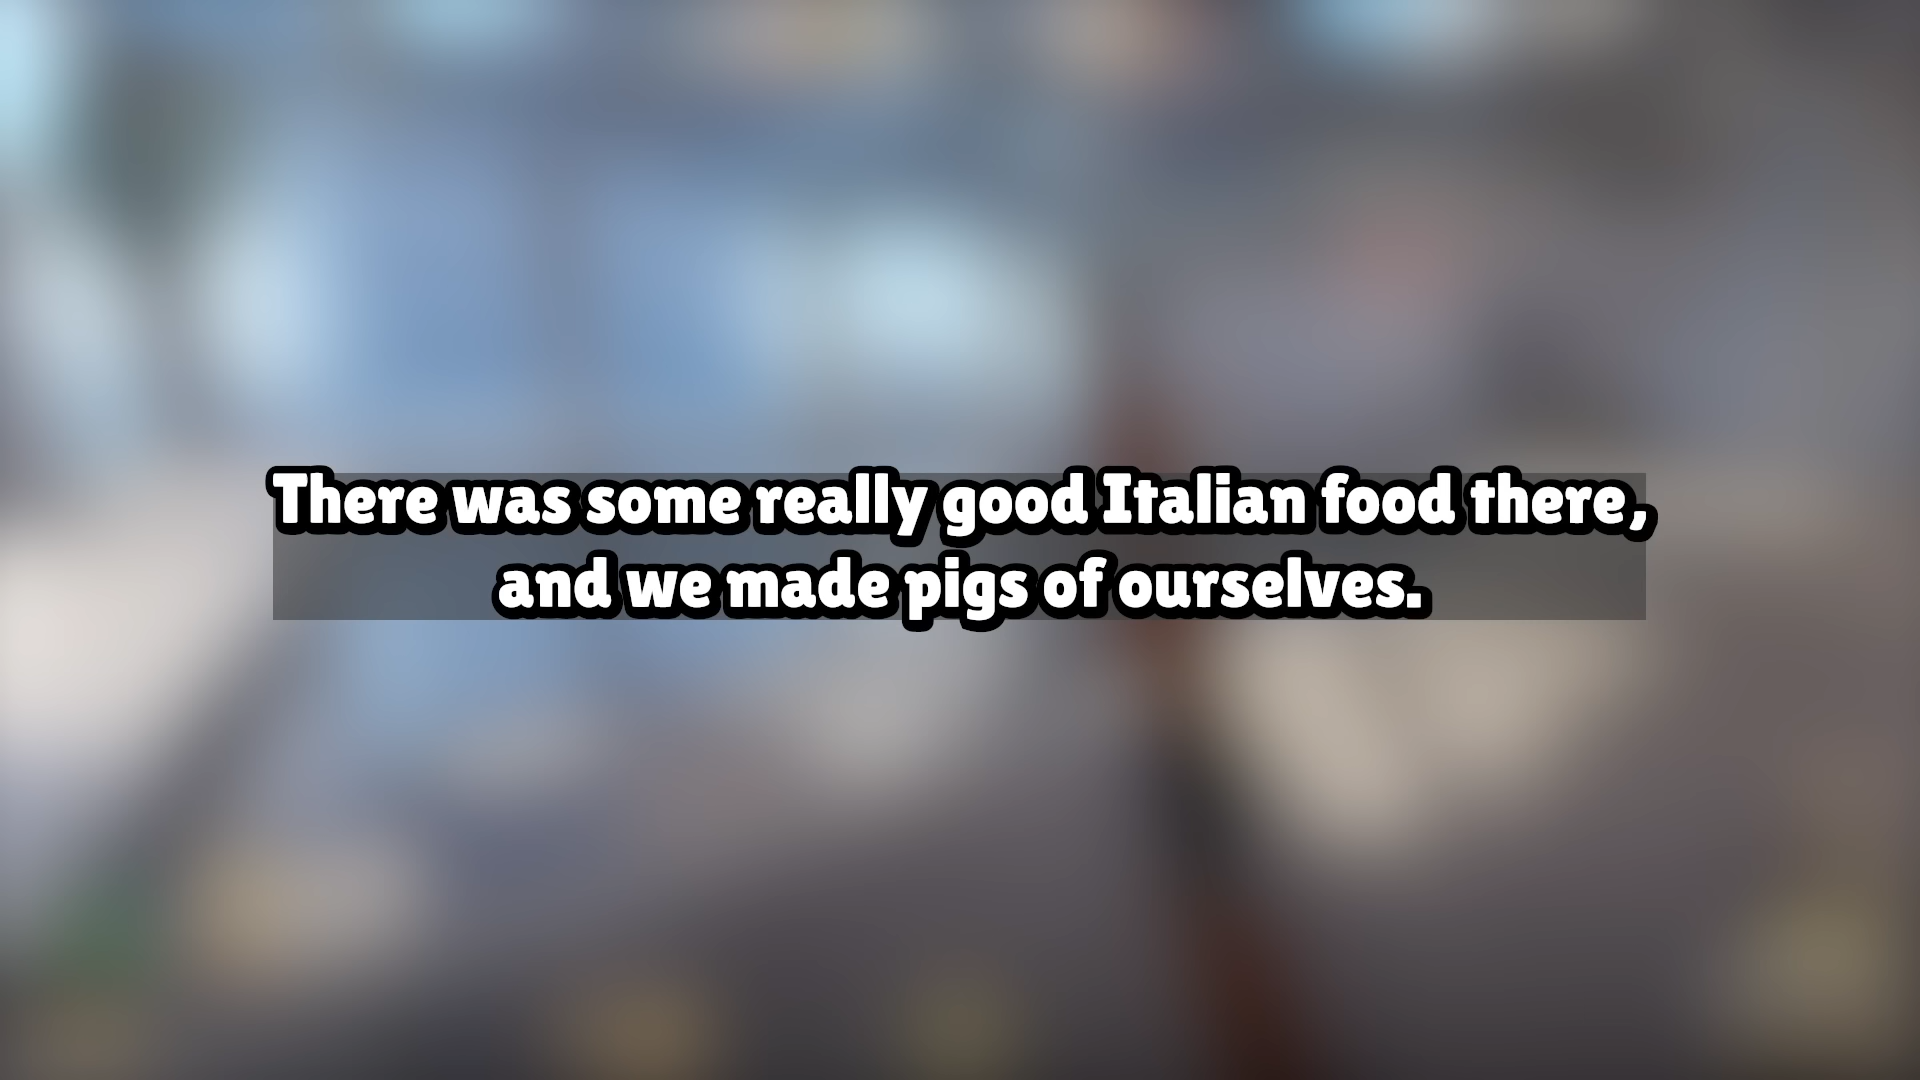 There was some really good Italian food there,
and we made pigs of ourselves.